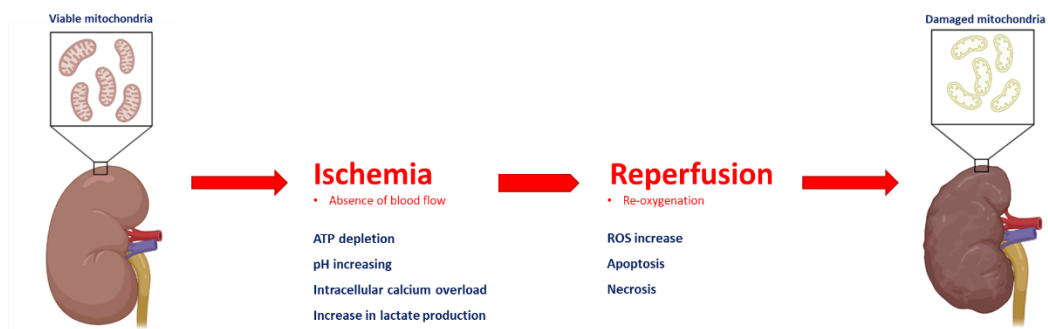 Viable mitochondria
Damaged mitochondria
Ischemia
• Absence of blood flow
ATP depletion
pH increasing
Intracellular calcium overload
Increase in lactate production
Reperfusion
• Re-oxygenation
ROS increase
Apoptosis
Necrosis